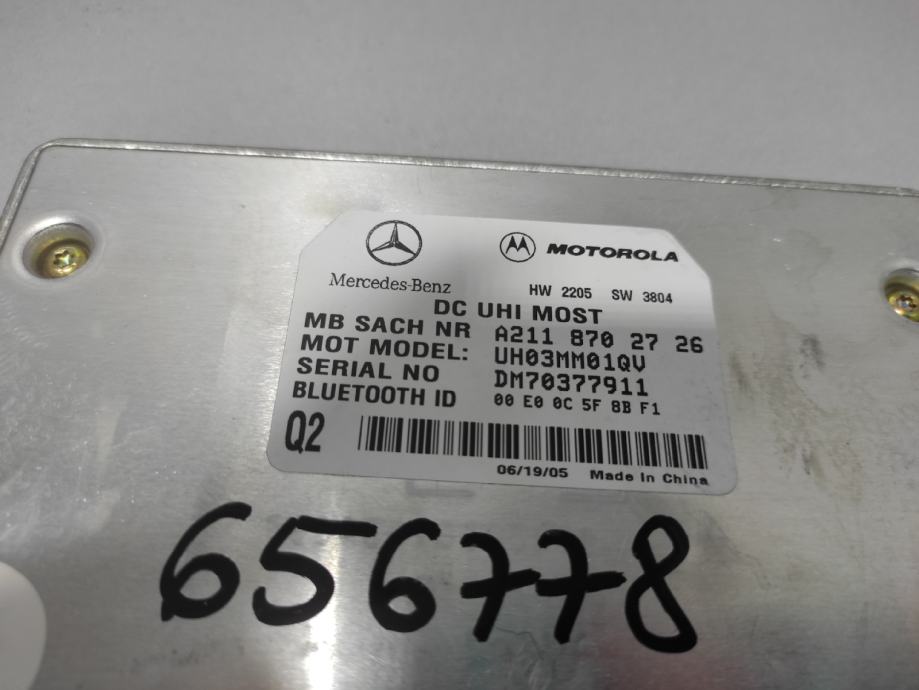 MOTOROLA
Mercedes-Benz
HW 2205 SW 3804
DC UHI MOST
MB SACH NR A211 870 27 26
MOT MODEL: UH03MM01QV
SERIAL NO DM70377911
BLUETOOTH ID 00 E0 0C 5F 8B F1
Q2
06/19/05 Made In China
656778